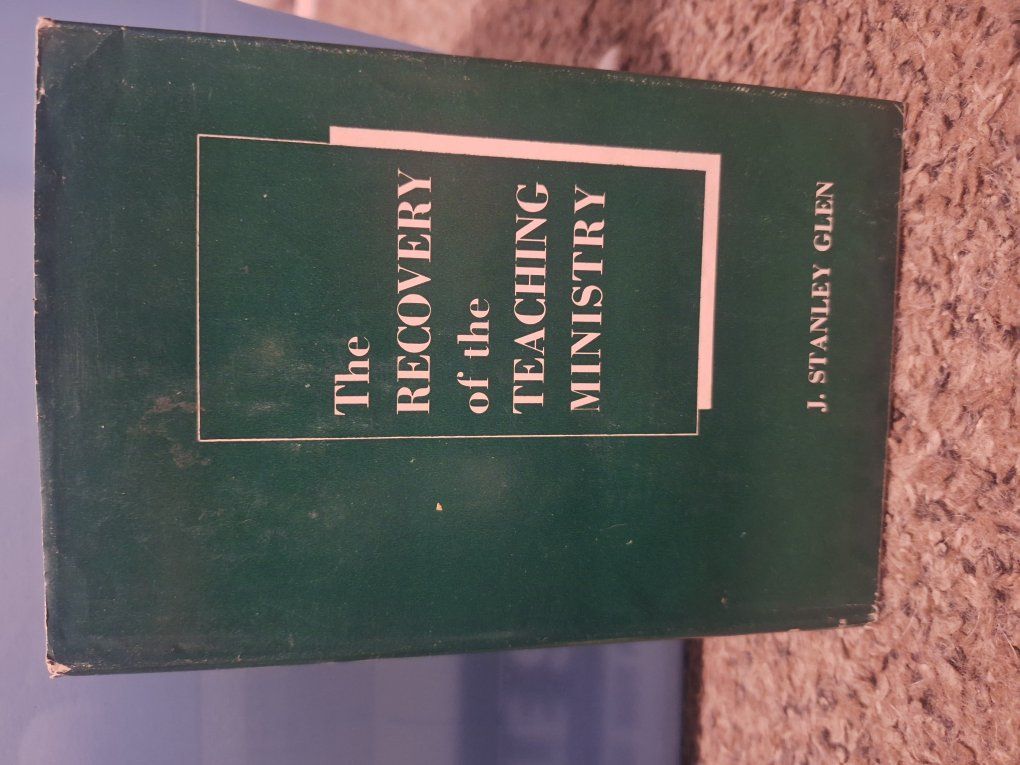 The
RECOVERY
of the
TEACHING
MINISTRY
J. STANLEY GLEN